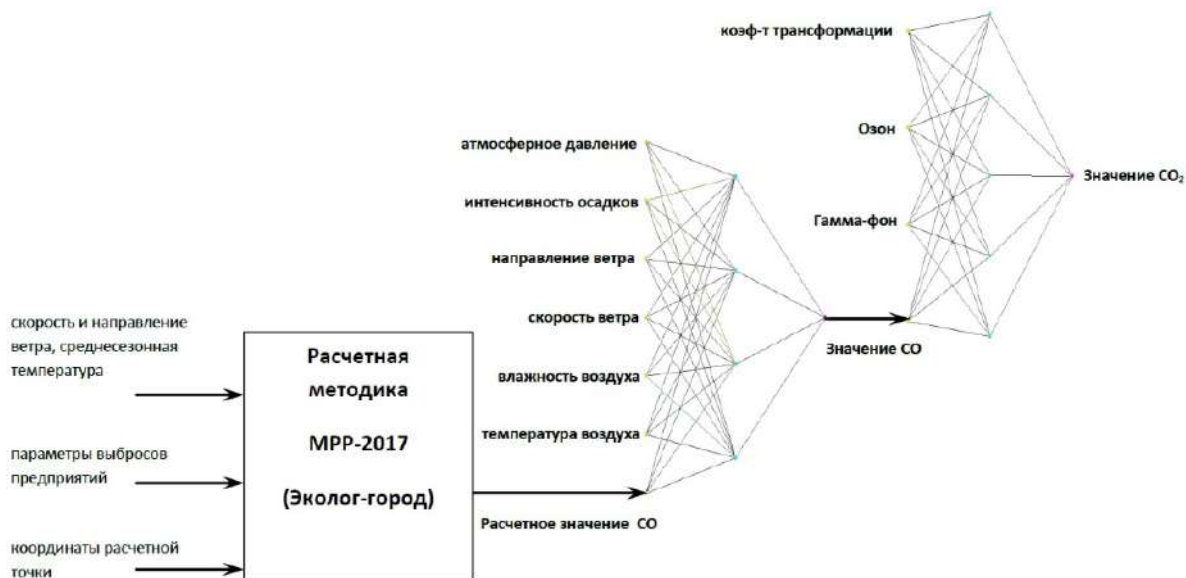 коэф-т трансформации
Озон
Гамма-фон
Значение CO₂
атмосферное давление
интенсивность осадков
направление ветра
скорость ветра
влажность воздуха
температура воздуха
Значение СО
Расчетное значение СО
скорость и направление
ветра, среднесезонная
температура
параметры выбросов
предприятий
координаты расчетной
точки
Расчетная
методика
МРР-2017
(Эколог-город)